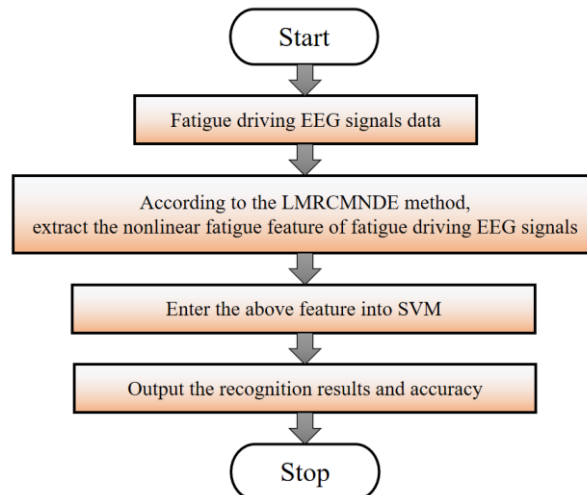 Start
Fatigue driving EEG signals data
According to the LMRCMNDE method,
extract the nonlinear fatigue feature of fatigue driving EEG signals
Enter the above feature into SVM
Output the recognition results and accuracy
Stop